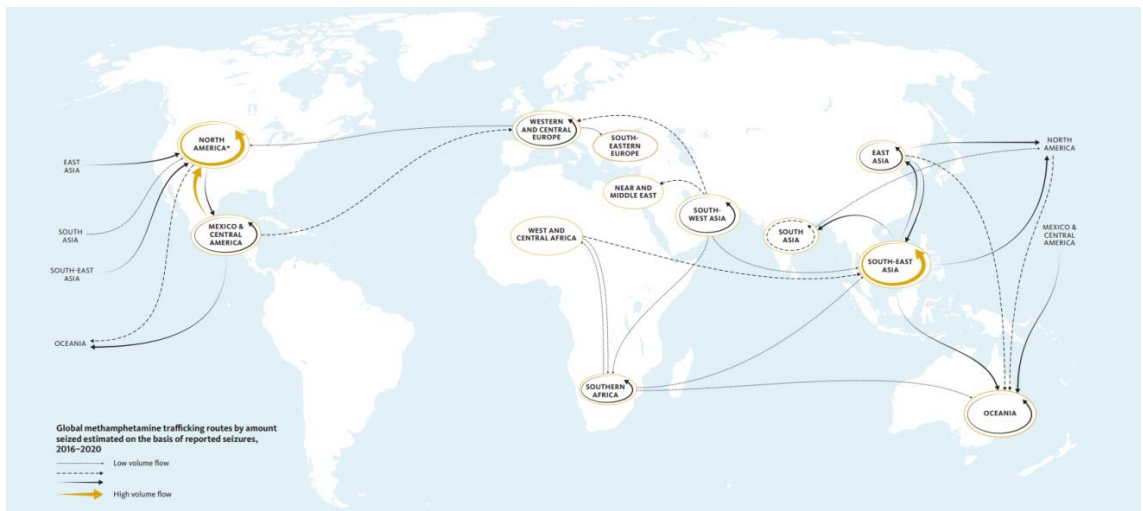 NORTH
AMERICA*
EAST
ASIA
SOUTH
ASIA
SOUTH-EAST
ASIA
OCEANIA
MEXICO &
CENTRAL
AMERICA
WESTERN
AND CENTRAL
EUROPE
SOUTH-
EASTERN
EUROPE
NEAR AND
MIDDLE EAST
SOUTH-
WEST ASIA
WEST AND
CENTRAL AFRICA
SOUTHERN
AFRICA
SOUTH
ASIA
EAST
ASIA
SOUTH-EAST
ASIA
NORTH
AMERICA
MEXICO &
CENTRAL
AMERICA
OCEANIA
Global methamphetamine trafficking routes by amount
seized estimated on the basis of reported seizures,
2016–2020
Low volume flow
High volume flow